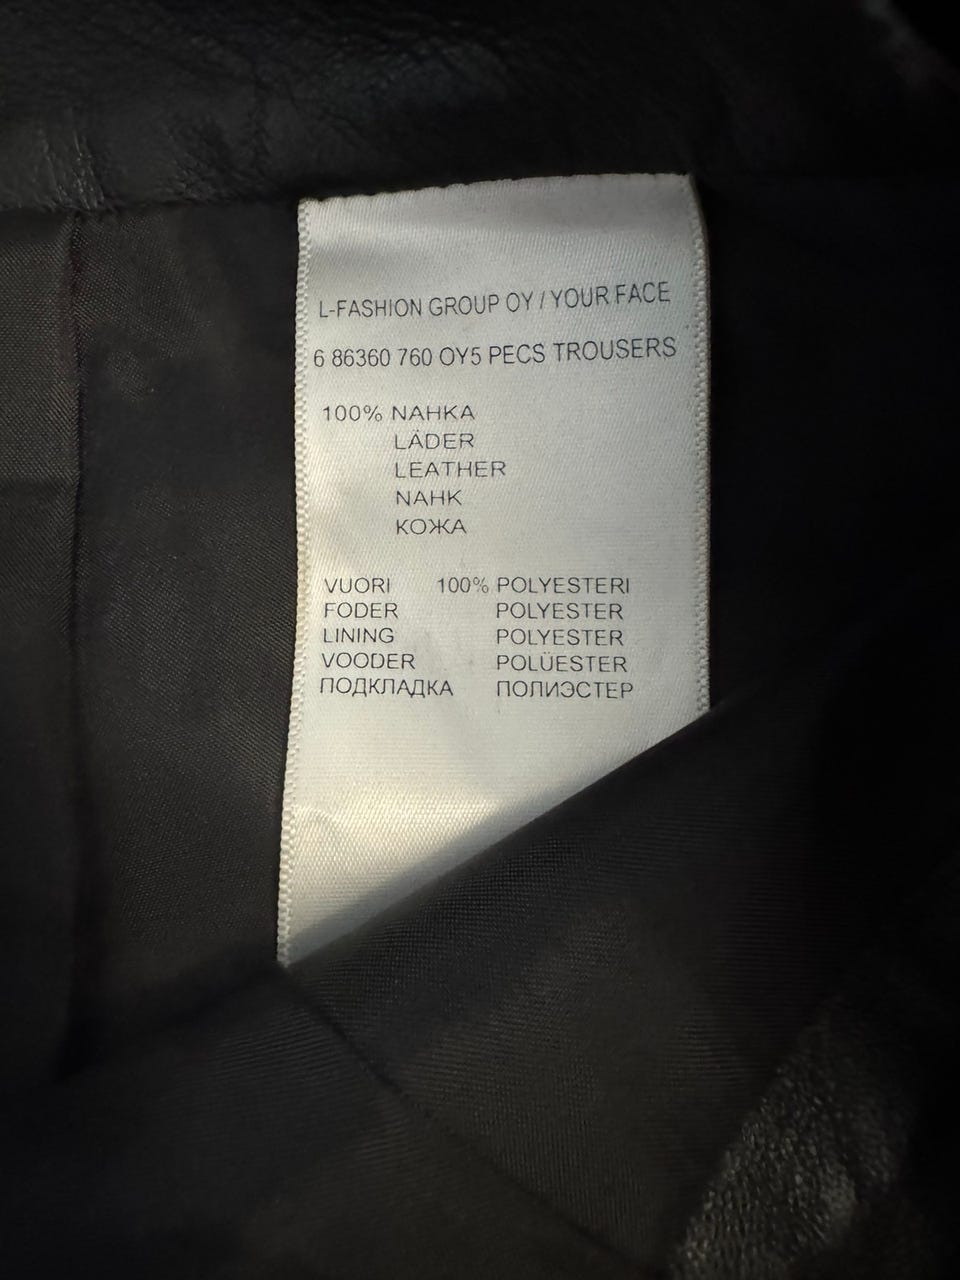 L-FASHION GROUP OY / YOUR FACE
6 86360 760 OY5 PECS TROUSERS
100% NAHKA
LÄDER
LEATHER
NAHK
КОЖА
VUORI 100% POLYESTERI
FODER POLYESTER
LINING POLYESTER
VOODER POLÜESTER
ПОДКЛАДКА ПОЛИЭСТЕР